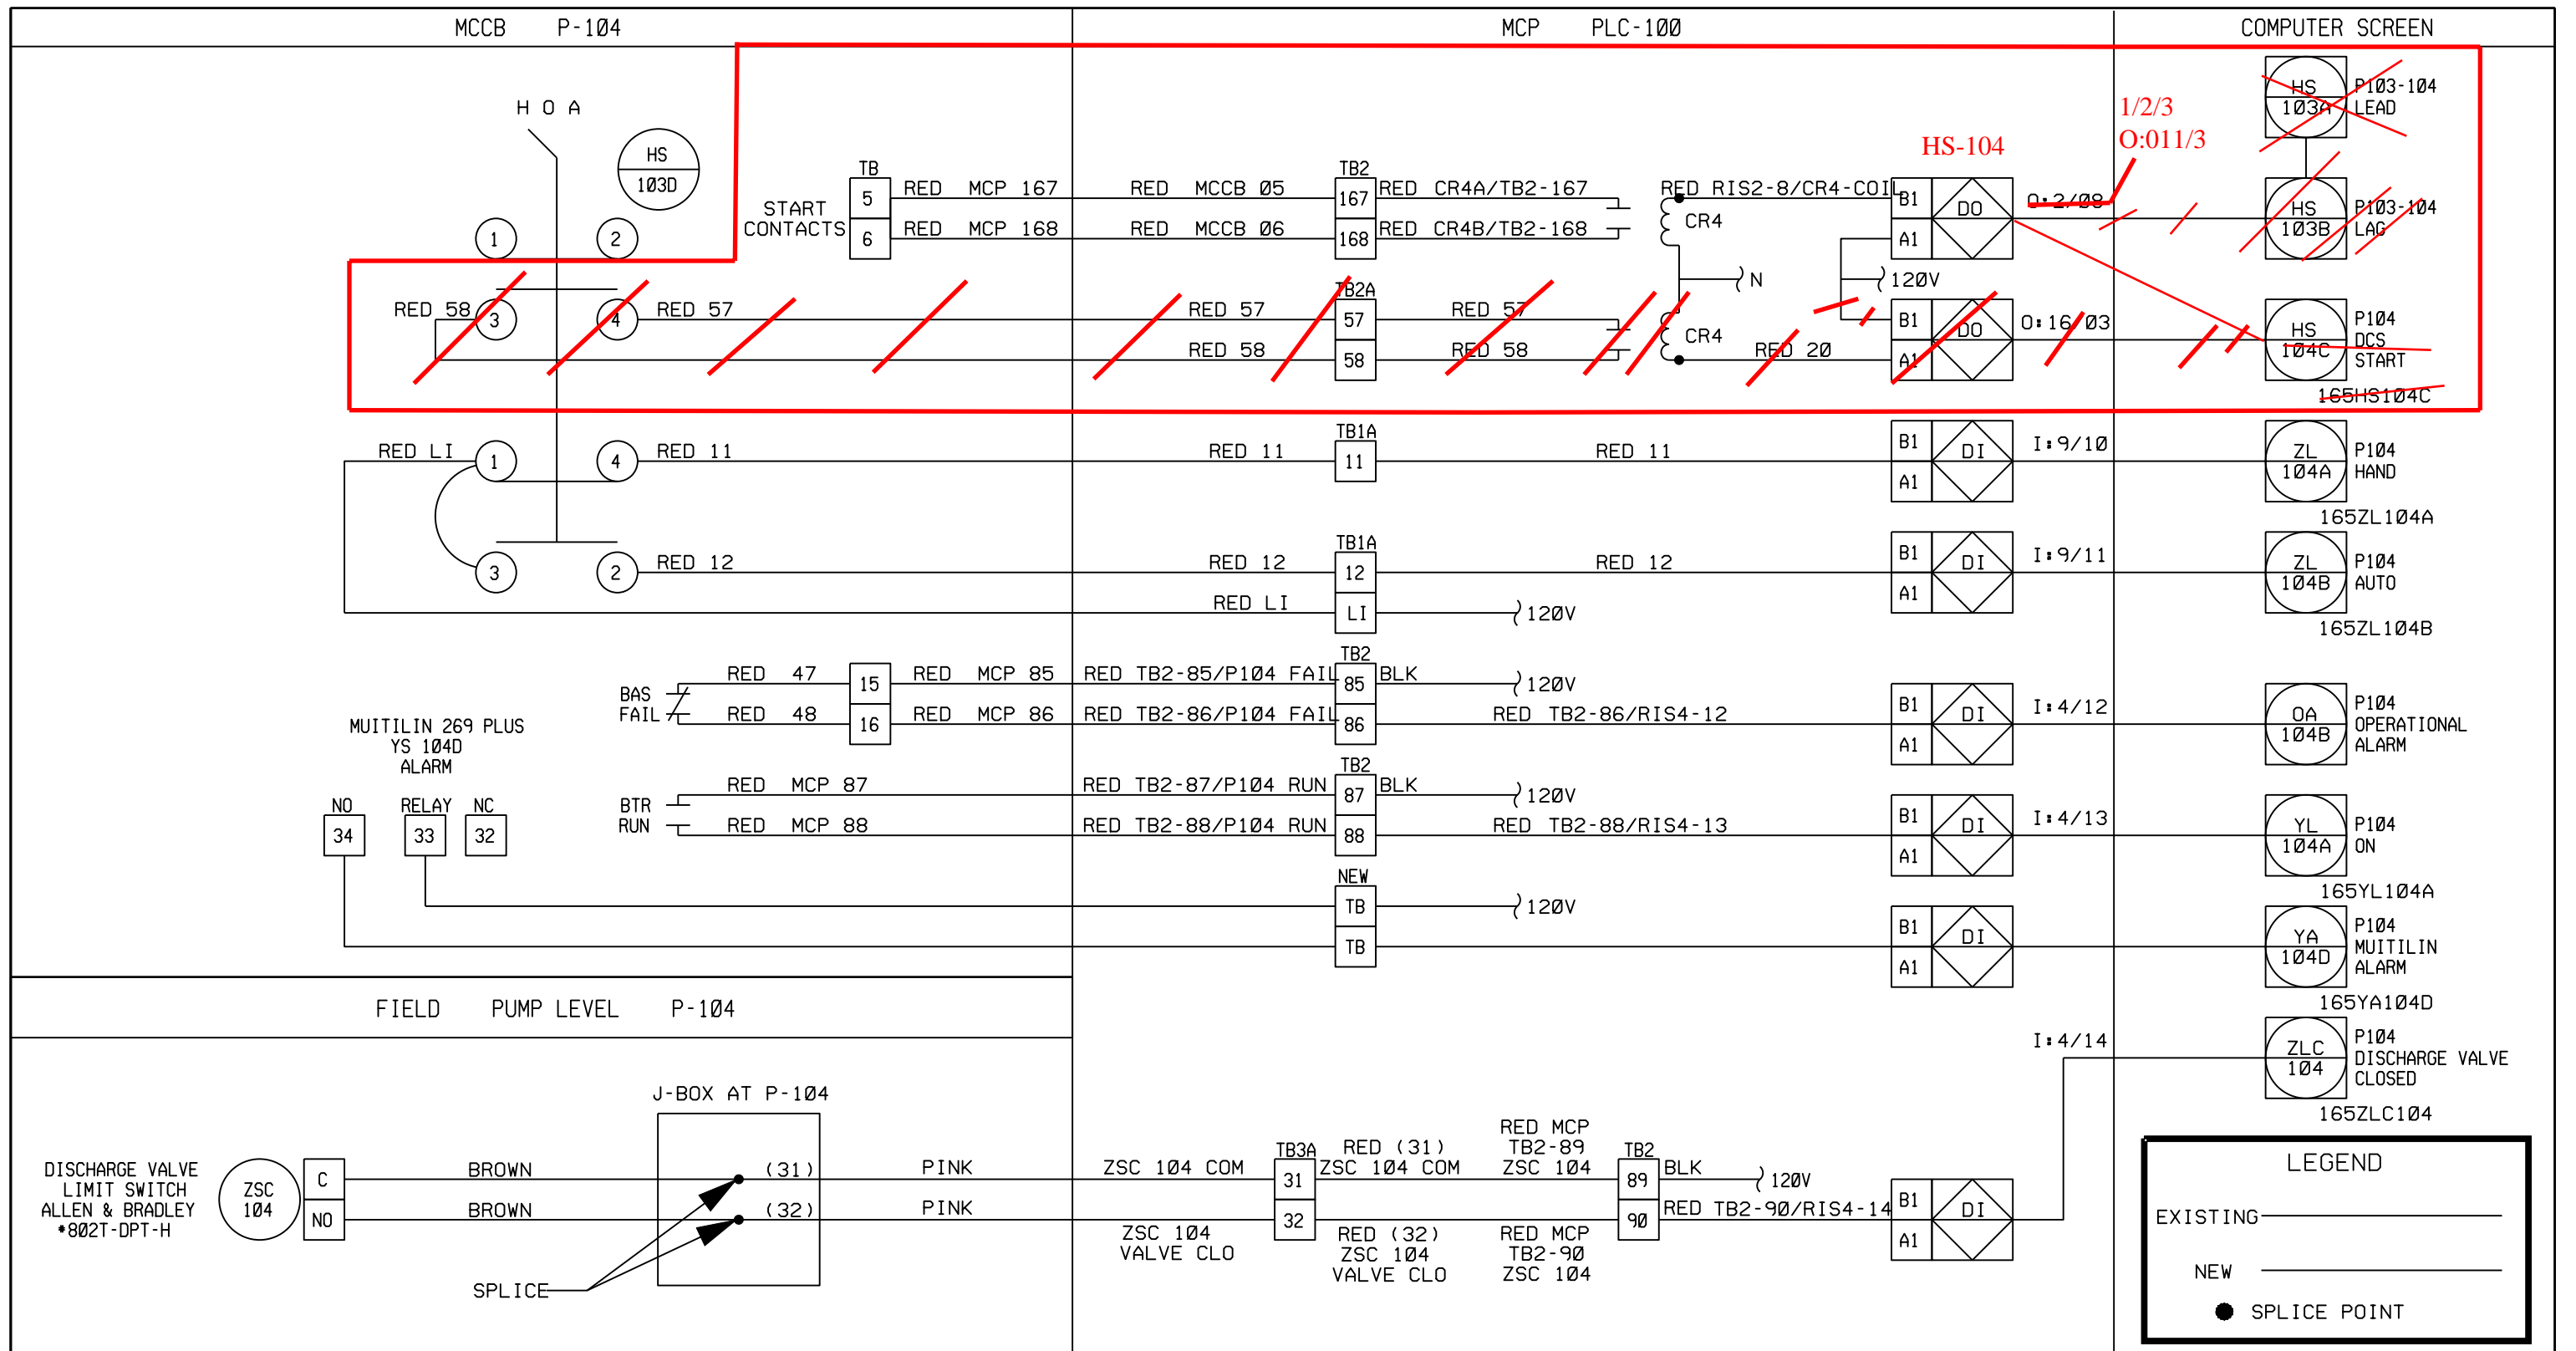 MCCB P-104
MCP PLC-100
COMPUTER SCREEN
H O A
HS
103D
1
2
START
CONTACTS
TB
5
6
RED MCP 167
RED MCP 168
RED MCCB 05
RED MCCB 06
TB2
167
168
RED CR4A/TB2-167
RED CR4B/TB2-168
CR4
N
RED RIS2-8/CR4-COIL
HS-104
B1
A1
DO
120V
O:2/08
1/2/3
O:011/3
HS
103A
P103-104
LEAD
HS
103B
P103-104
LAG
RED 58
3
4
RED 57
RED 57
RED 58
TB2A
57
58
RED 57
RED 58
CR4
RED 20
B1
A1
DO
O:16/03
HS
104C
P104
DCS
START
165HS104C
RED LI
1
4
RED 11
RED 11
TB1A
11
RED 11
B1
A1
DI
I:9/10
ZL
104A
P104
HAND
165ZL104A
3
2
RED 12
RED 12
TB1A
12
RED 12
B1
A1
DI
I:9/11
ZL
104B
P104
AUTO
165ZL104B
RED LI
LI
120V
BAS
FAIL
RED 47
RED 48
15
16
RED MCP 85
RED MCP 86
RED TB2-85/P104 FAIL
RED TB2-86/P104 FAIL
TB2
85
86
BLK
120V
RED TB2-86/RIS4-12
B1
A1
DI
I:4/12
OA
104B
P104
OPERATIONAL
ALARM
MUITILIN 269 PLUS
YS 104D
ALARM
NO
34
RELAY
33
NC
32
BTR
RUN
RED MCP 87
RED MCP 88
RED TB2-87/P104 RUN
RED TB2-88/P104 RUN
TB2
87
88
BLK
120V
RED TB2-88/RIS4-13
B1
A1
DI
I:4/13
YL
104A
P104
ON
165YL104A
NEW
TB
TB
120V
B1
A1
DI
YA
104D
P104
MUITILIN
ALARM
165YA104D
FIELD PUMP LEVEL P-104
I:4/14
ZLC
104
P104
DISCHARGE VALVE
CLOSED
165ZLC104
J-BOX AT P-104
DISCHARGE VALVE
LIMIT SWITCH
ALLEN & BRADLEY
*802T-DPT-H
ZSC
104
C
NO
BROWN
BROWN
(31)
(32)
SPLICE
PINK
PINK
ZSC 104 COM
ZSC 104
VALVE CLO
TB3A
31
32
RED (31)
ZSC 104 COM
RED (32)
ZSC 104
VALVE CLO
RED MCP
TB2-89
ZSC 104
RED MCP
TB2-90
ZSC 104
TB2
89
90
BLK
120V
RED TB2-90/RIS4-14
B1
A1
DI
LEGEND
EXISTING
NEW
SPLICE POINT